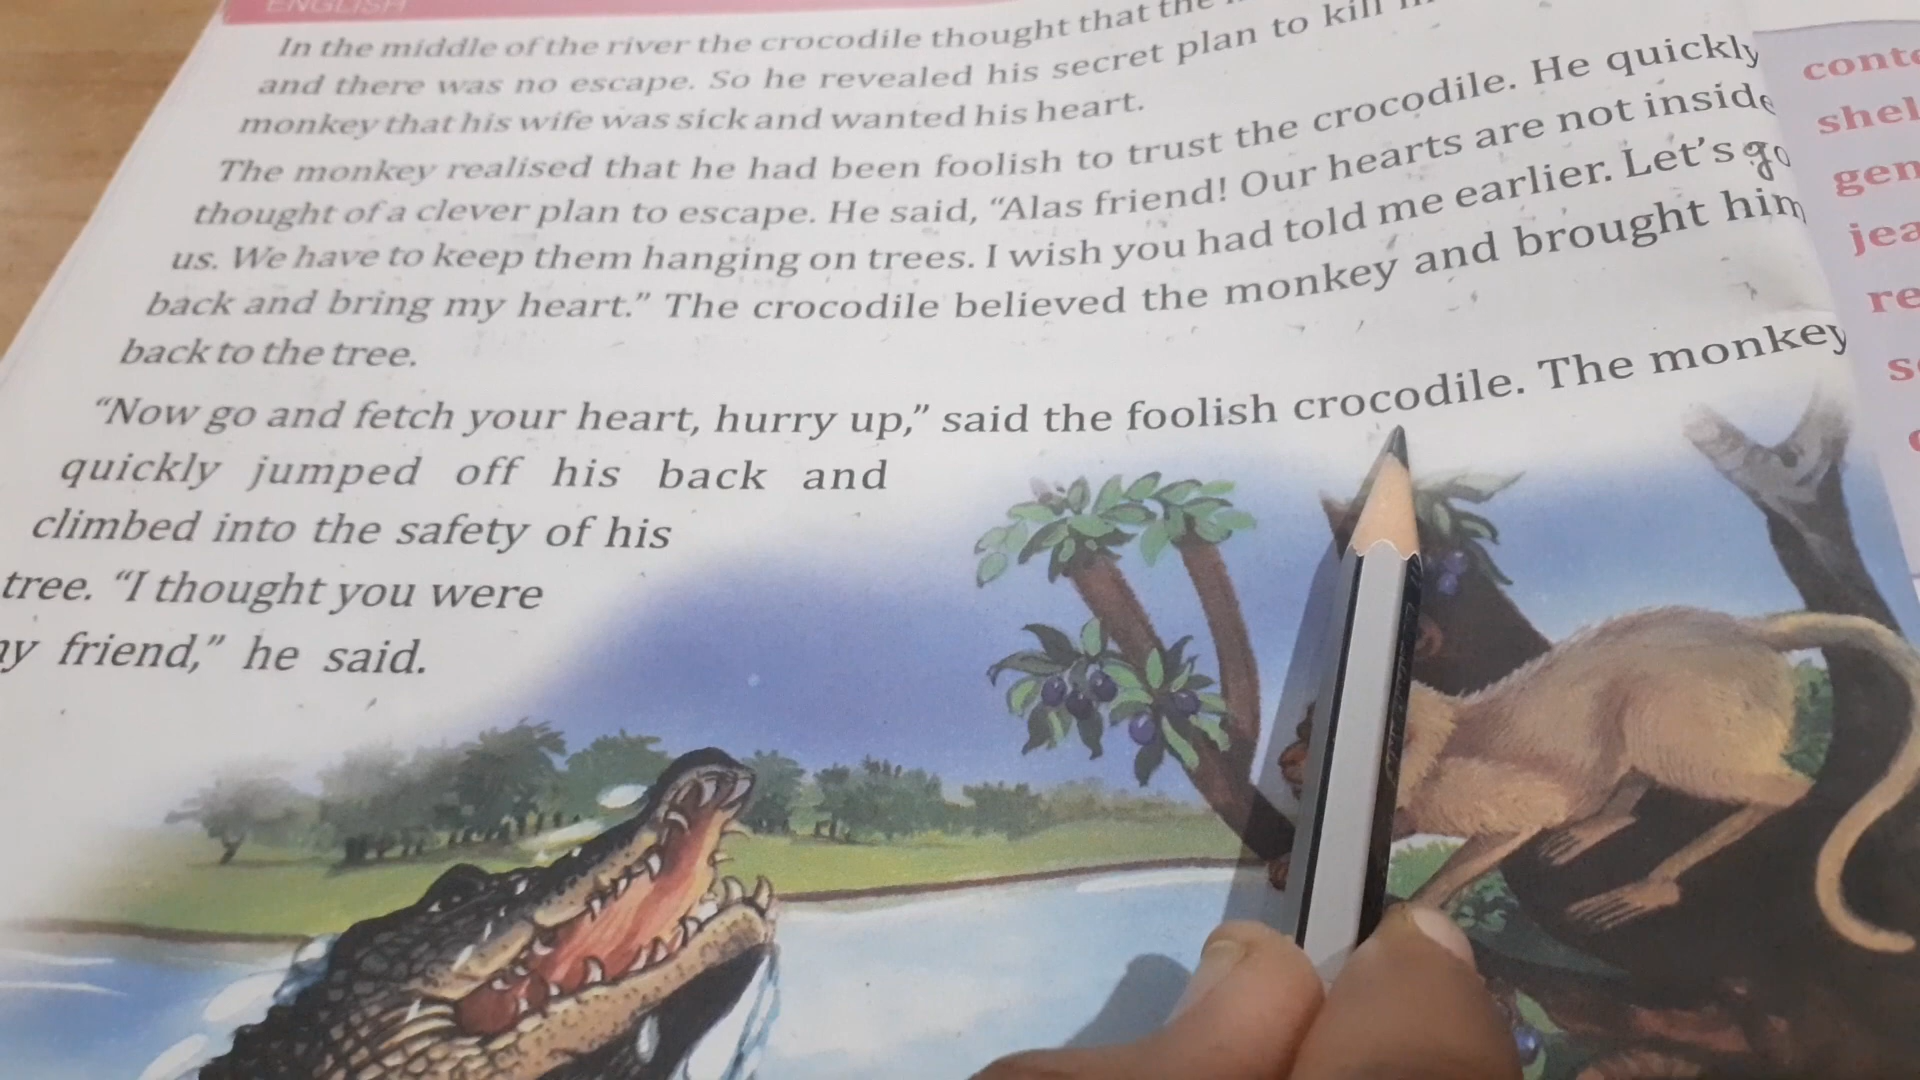 ENGLISH
In the middle of the river the crocodile thought that the
and there was no escape. So he revealed his secret plan to kill
monkey that his wife was sick and wanted his heart.
The monkey realised that he had been foolish to trust the crocodile. He quickly
thought of a clever plan to escape. He said, “Alas friend! Our hearts are not inside
us. We have to keep them hanging on trees. I wish you had told me earlier. Let’s go
back and bring my heart.” The crocodile believed the monkey and brought him
back to the tree.
“Now go and fetch your heart, hurry up,” said the foolish crocodile. The monkey
quickly jumped off his back and
climbed into the safety of his
tree. “I thought you were
friend,” he said.